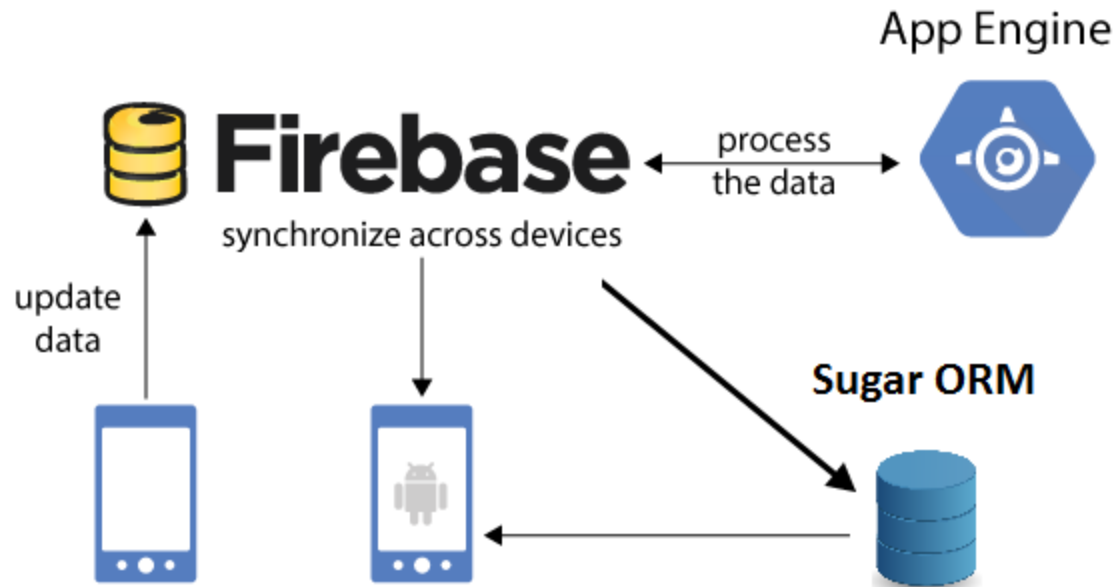 App Engine
Firebase
process
the data
synchronize across devices
update
data
Sugar ORM